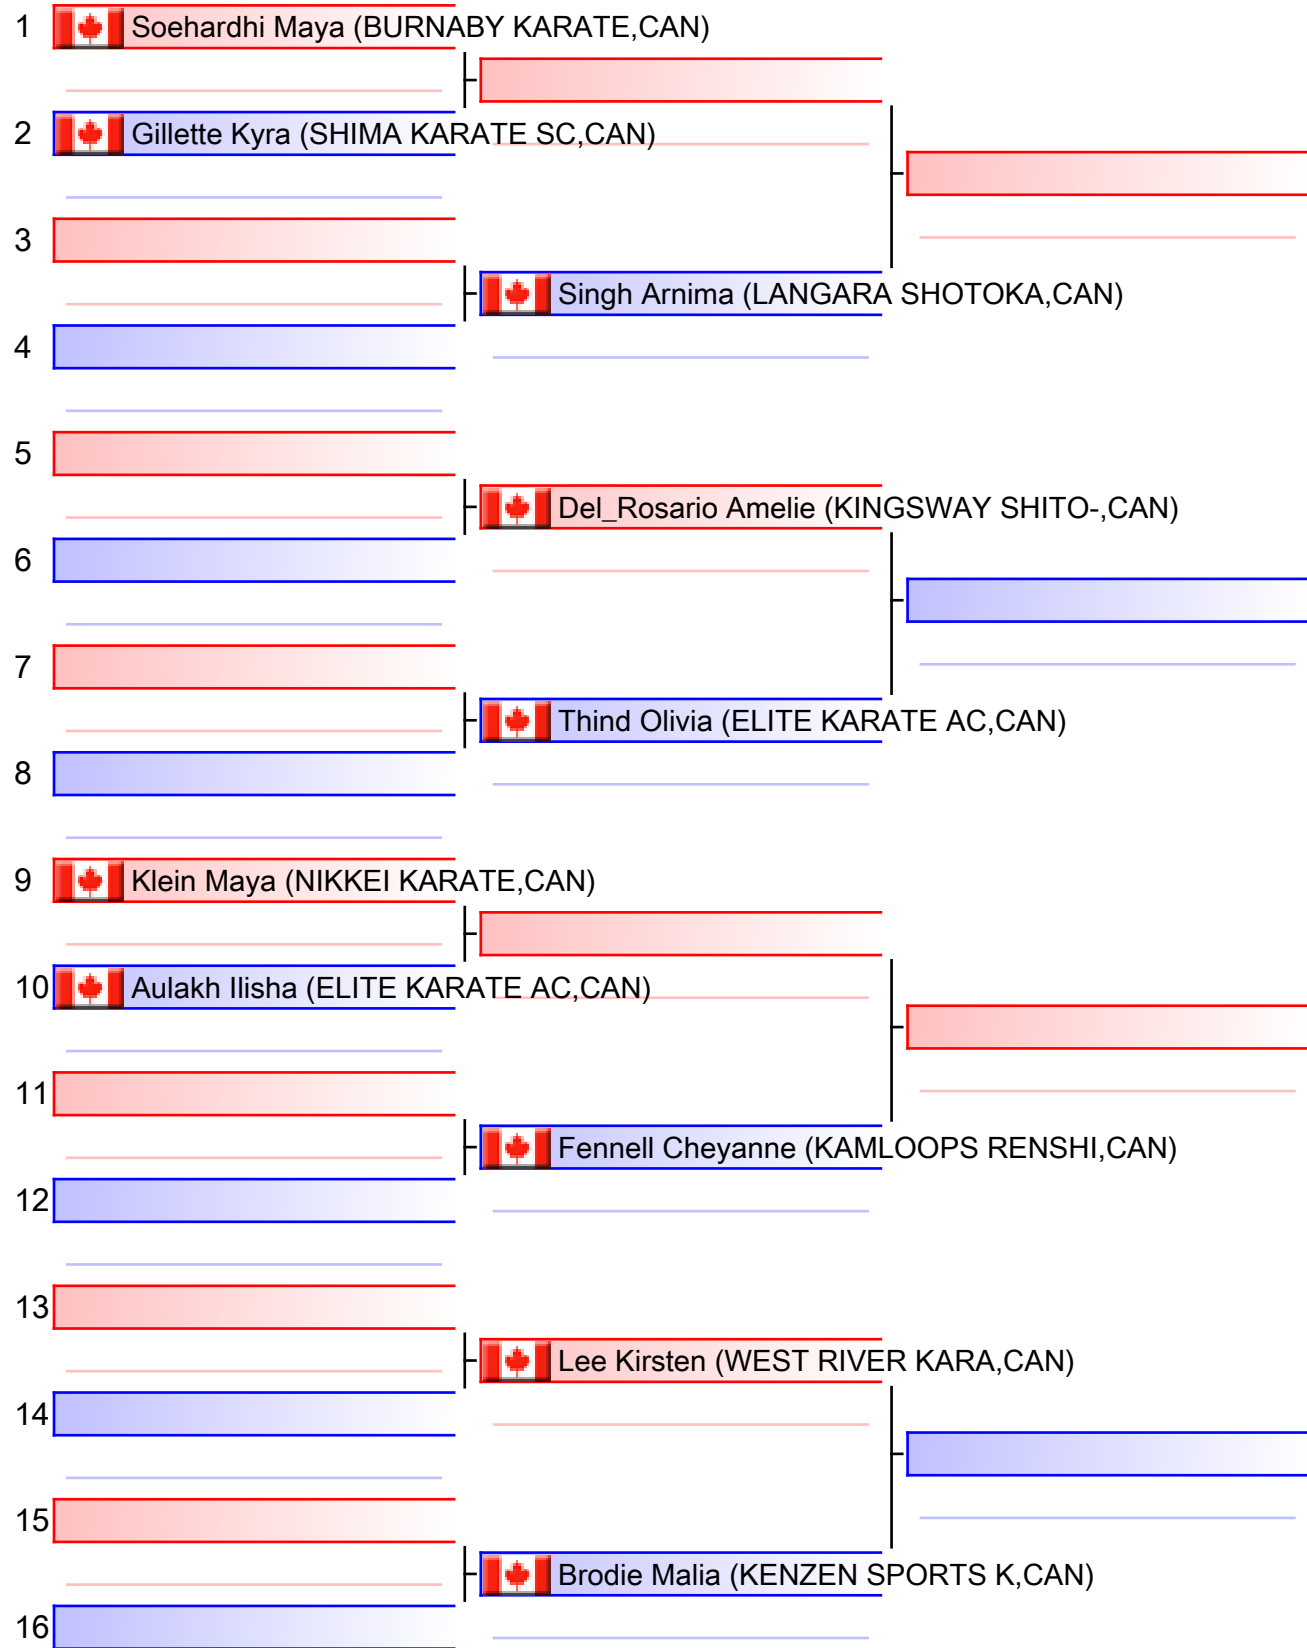 1 Soehardhi Maya (BURNABY KARATE,CAN)
2 Gillette Kyra (SHIMA KARATE SC,CAN)
3
Singh Arnima (LANGARA SHOTOKA,CAN)
4
5
Del_Rosario Amelie (KINGSWAY SHITO-,CAN)
6
7
Thind Olivia (ELITE KARATE AC,CAN)
8
9 Klein Maya (NIKKEI KARATE,CAN)
10 Aulakh Ilisha (ELITE KARATE AC,CAN)
11
Fennell Cheyanne (KAMLOOPS RENSHI,CAN)
12
13
Lee Kirsten (WEST RIVER KARA,CAN)
14
15
Brodie Malia (KENZEN SPORTS K,CAN)
16